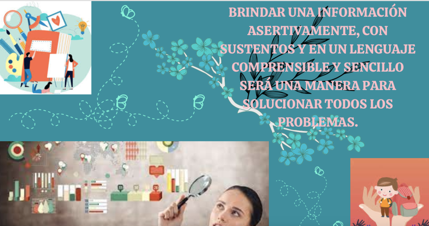 BRINDAR UNA INFORMACIÓN
ASERTIVAMENTE, CON
SUSTENTOS Y EN UN LENGUAJE
COMPRENSIBLE Y SENCILLO
SERÁ UNA MANERA PARA
SOLUCIONAR TODOS LOS
PROBLEMAS.